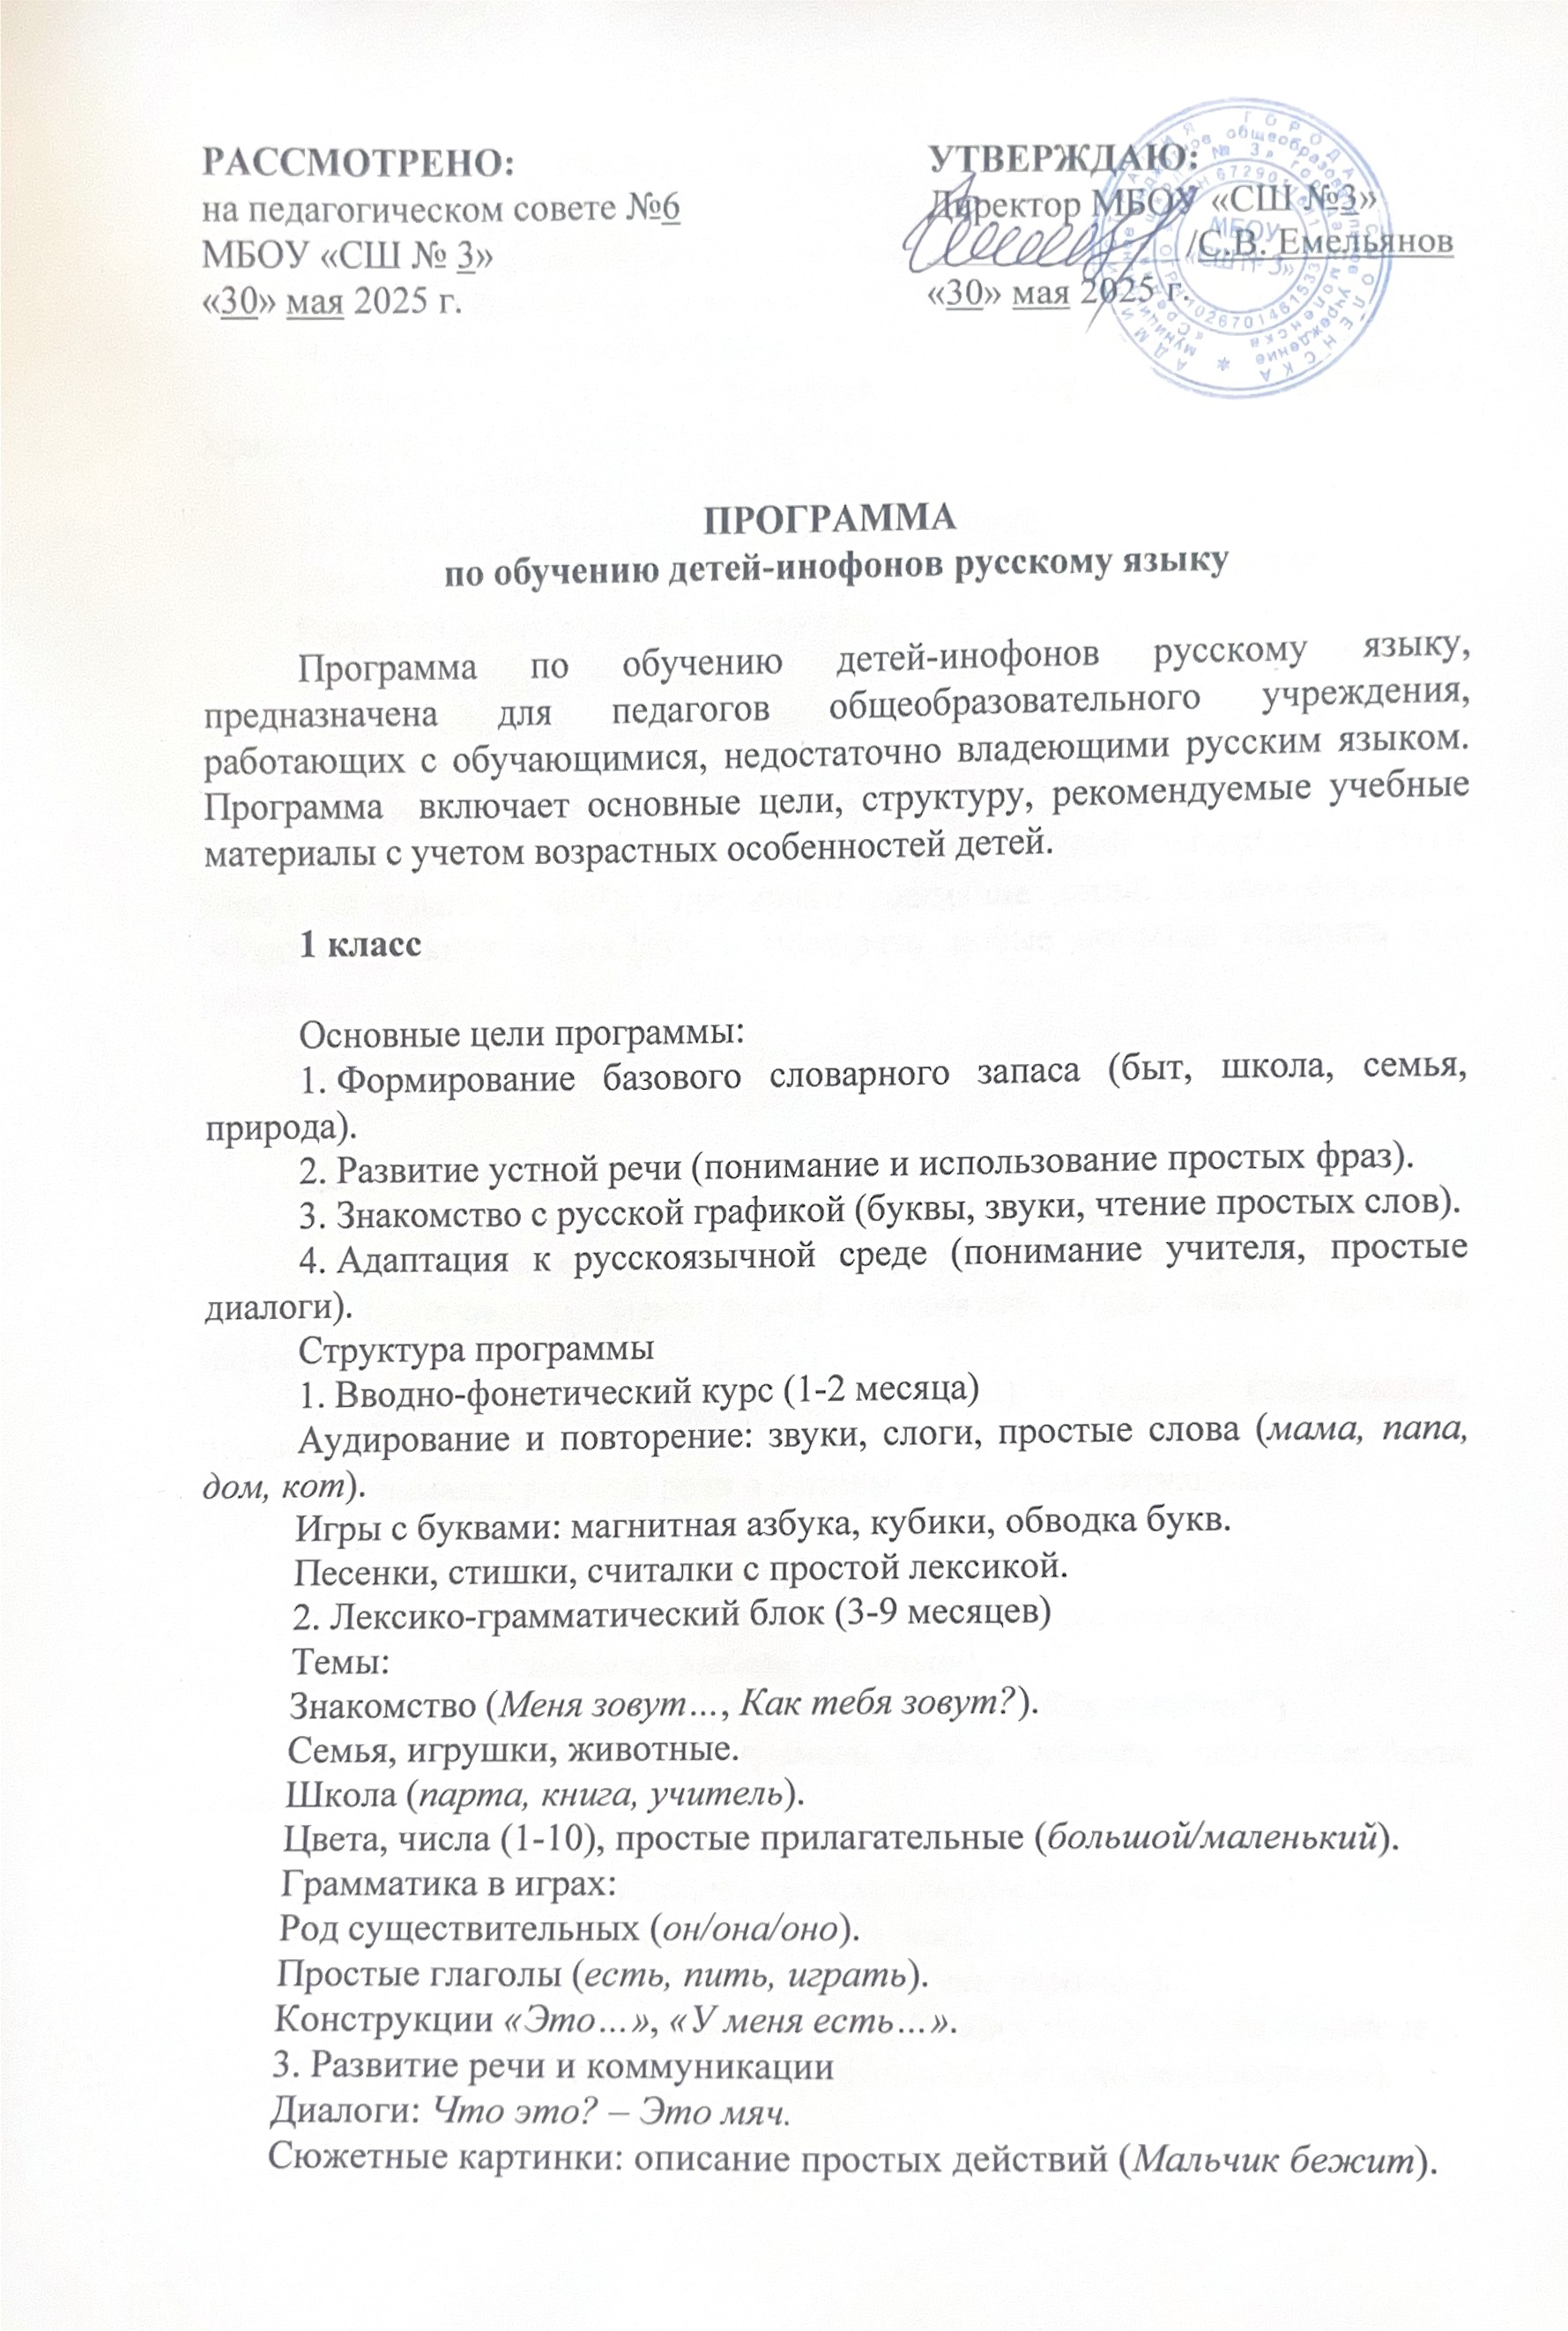 РАССМОТРЕНО:
на педагогическом совете №6
МБОУ «СШ № 3»
«30» мая 2025 г.
УТВЕРЖДАЮ:
Директор МБОУ «СШ №3»
/С.В. Емельянов
«30» мая 2025 г.
МБОУ
«СШ № 3»
ПРОГРАММА
по обучению детей-инофонов русскому языку
Программа по обучению детей-инофонов русскому языку,
предназначена для педагогов общеобразовательного учреждения,
работающих с обучающимися, недостаточно владеющими русским языком.
Программа включает основные цели, структуру, рекомендуемые учебные
материалы с учетом возрастных особенностей детей.
1 класс
Основные цели программы:
1. Формирование базового словарного запаса (быт, школа, семья,
природа).
2. Развитие устной речи (понимание и использование простых фраз).
3. Знакомство с русской графикой (буквы, звуки, чтение простых слов).
4. Адаптация к русскоязычной среде (понимание учителя, простые
диалоги).
Структура программы
1. Вводно-фонетический курс (1-2 месяца)
Аудирование и повторение: звуки, слоги, простые слова (мама, папа,
дом, кот).
Игры с буквами: магнитная азбука, кубики, обводка букв.
Песенки, стишки, считалки с простой лексикой.
2. Лексико-грамматический блок (3-9 месяцев)
Темы:
Знакомство (Меня зовут…, Как тебя зовут?).
Семья, игрушки, животные.
Школа (парта, книга, учитель).
Цвета, числа (1-10), простые прилагательные (большой/маленький).
Грамматика в играх:
Род существительных (он/она/оно).
Простые глаголы (есть, пить, играть).
Конструкции «Это…», «У меня есть…».
3. Развитие речи и коммуникации
Диалоги: Что это? – Это мяч.
Сюжетные картинки: описание простых действий (Мальчик бежит).